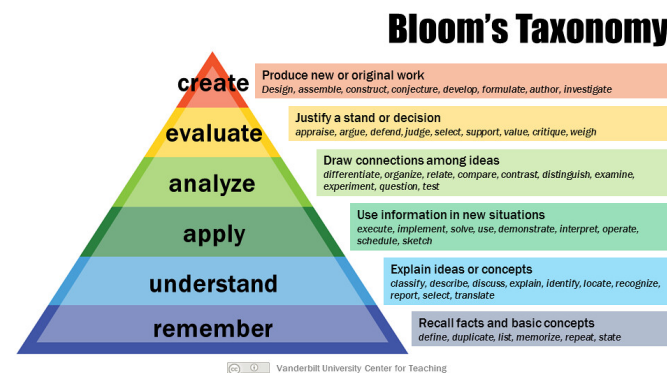 Bloom's Taxonomy
create
Produce new or original work
Design, assemble, construct, conjecture, develop, formulate, author, investigate
evaluate
Justify a stand or decision
appraise, argue, defend, judge, select, support, value, critique, weigh
analyze
Draw connections among ideas
differentiate, organize, relate, compare, contrast, distinguish, examine,
experiment, question, test
apply
Use information in new situations
execute, implement, solve, use, demonstrate, interpret, operate,
schedule, sketch
understand
Explain ideas or concepts
classify, describe, discuss, explain, identify, locate, recognize,
report, select, translate
remember
Recall facts and basic concepts
define, duplicate, list, memorize, repeat, state
cc
Vanderbilt University Center for Teaching